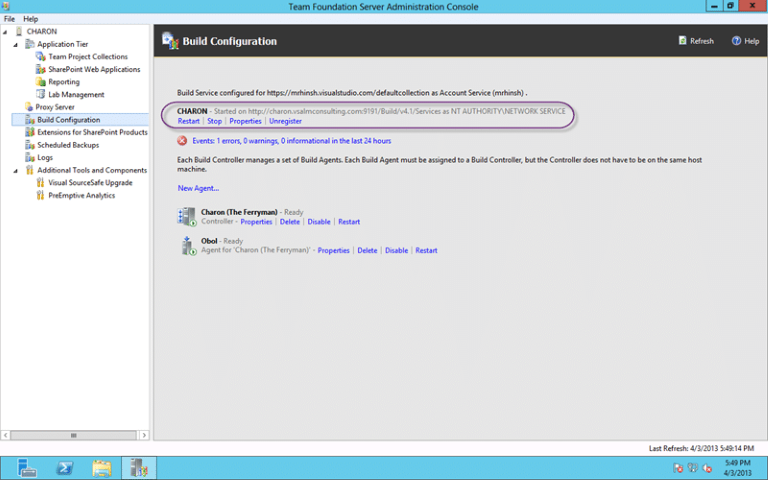 Team Foundation Server Administration Console
File Help
CHARON
Application Tier
Team Project Collections
SharePoint Web Applications
Reporting
Lab Management
Proxy Server
Build Configuration
Extensions for SharePoint Products
Scheduled Backups
Logs
Additional Tools and Components
Visual SourceSafe Upgrade
PreEmptive Analytics
Build Configuration
Refresh
Help
Build Service configured for https://mrhinsh.visualstudio.com/defaultcollection as Account Service (mrhinsh) .
CHARON - Started on http://charon.vsalmconsulting.com:9191/Build/v4.1/Services as NT AUTHORITY\NETWORK SERVICE
Restart | Stop | Properties | Unregister
Events: 1 errors, 0 warnings, 0 informational in the last 24 hours
Each Build Controller manages a set of Build Agents. Each Build Agent must be assigned to a Build Controller, but the Controller does not have to be on the same host
machine.
New Agent...
Charon (The Ferryman) - Ready
Controller - Properties | Delete | Disable | Restart
Obol - Ready
Agent for 'Charon (The Ferryman)' - Properties | Delete | Disable | Restart
Last Refresh: 4/3/2013 5:49:14 PM
5:49 PM
4/3/2013